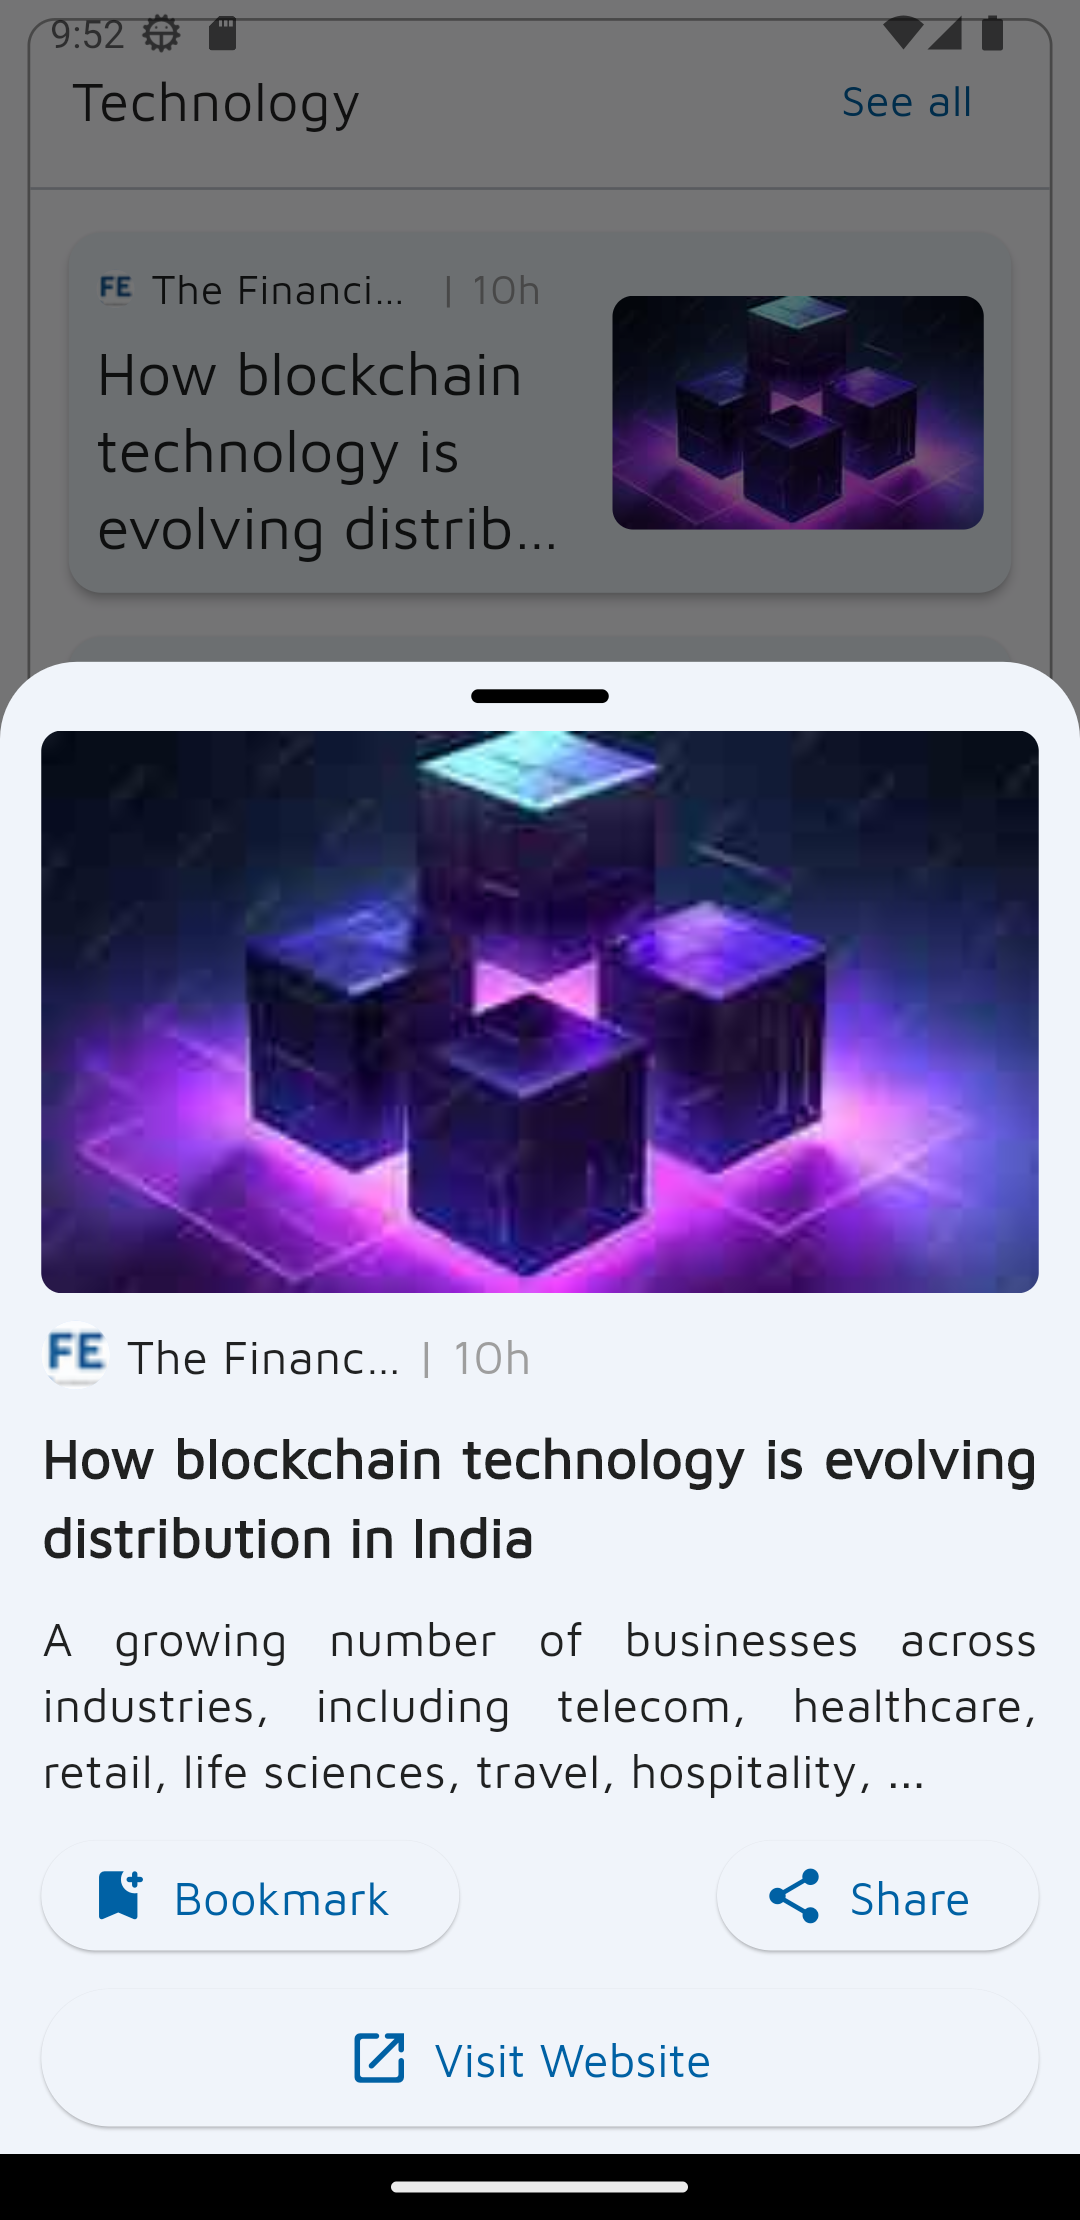 9:52
Technology
See all
FE The Financi... | 10h
How blockchain
technology is
evolving distrib...
FE The Financ... | 10h
How blockchain technology is evolving
distribution in India
A growing number of businesses across
industries, including telecom, healthcare,
retail, life sciences, travel, hospitality, ...
Bookmark
Share
Visit Website